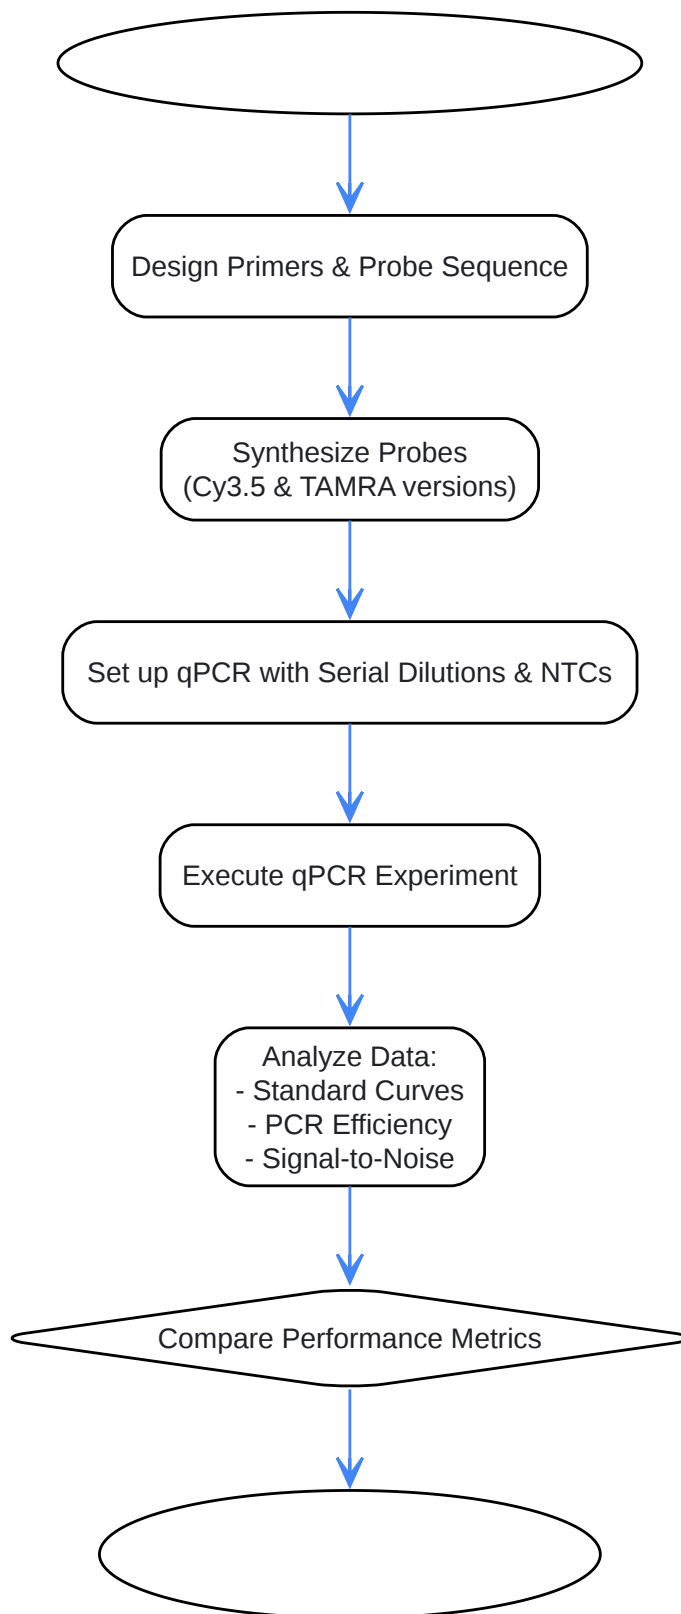 Design Primers & Probe Sequence
Synthesize Probes
(Cy3.5 & TAMRA versions)
Set up qPCR with Serial Dilutions & NTCs
Execute qPCR Experiment
Analyze Data:
- Standard Curves
- PCR Efficiency
- Signal-to-Noise
Compare Performance Metrics